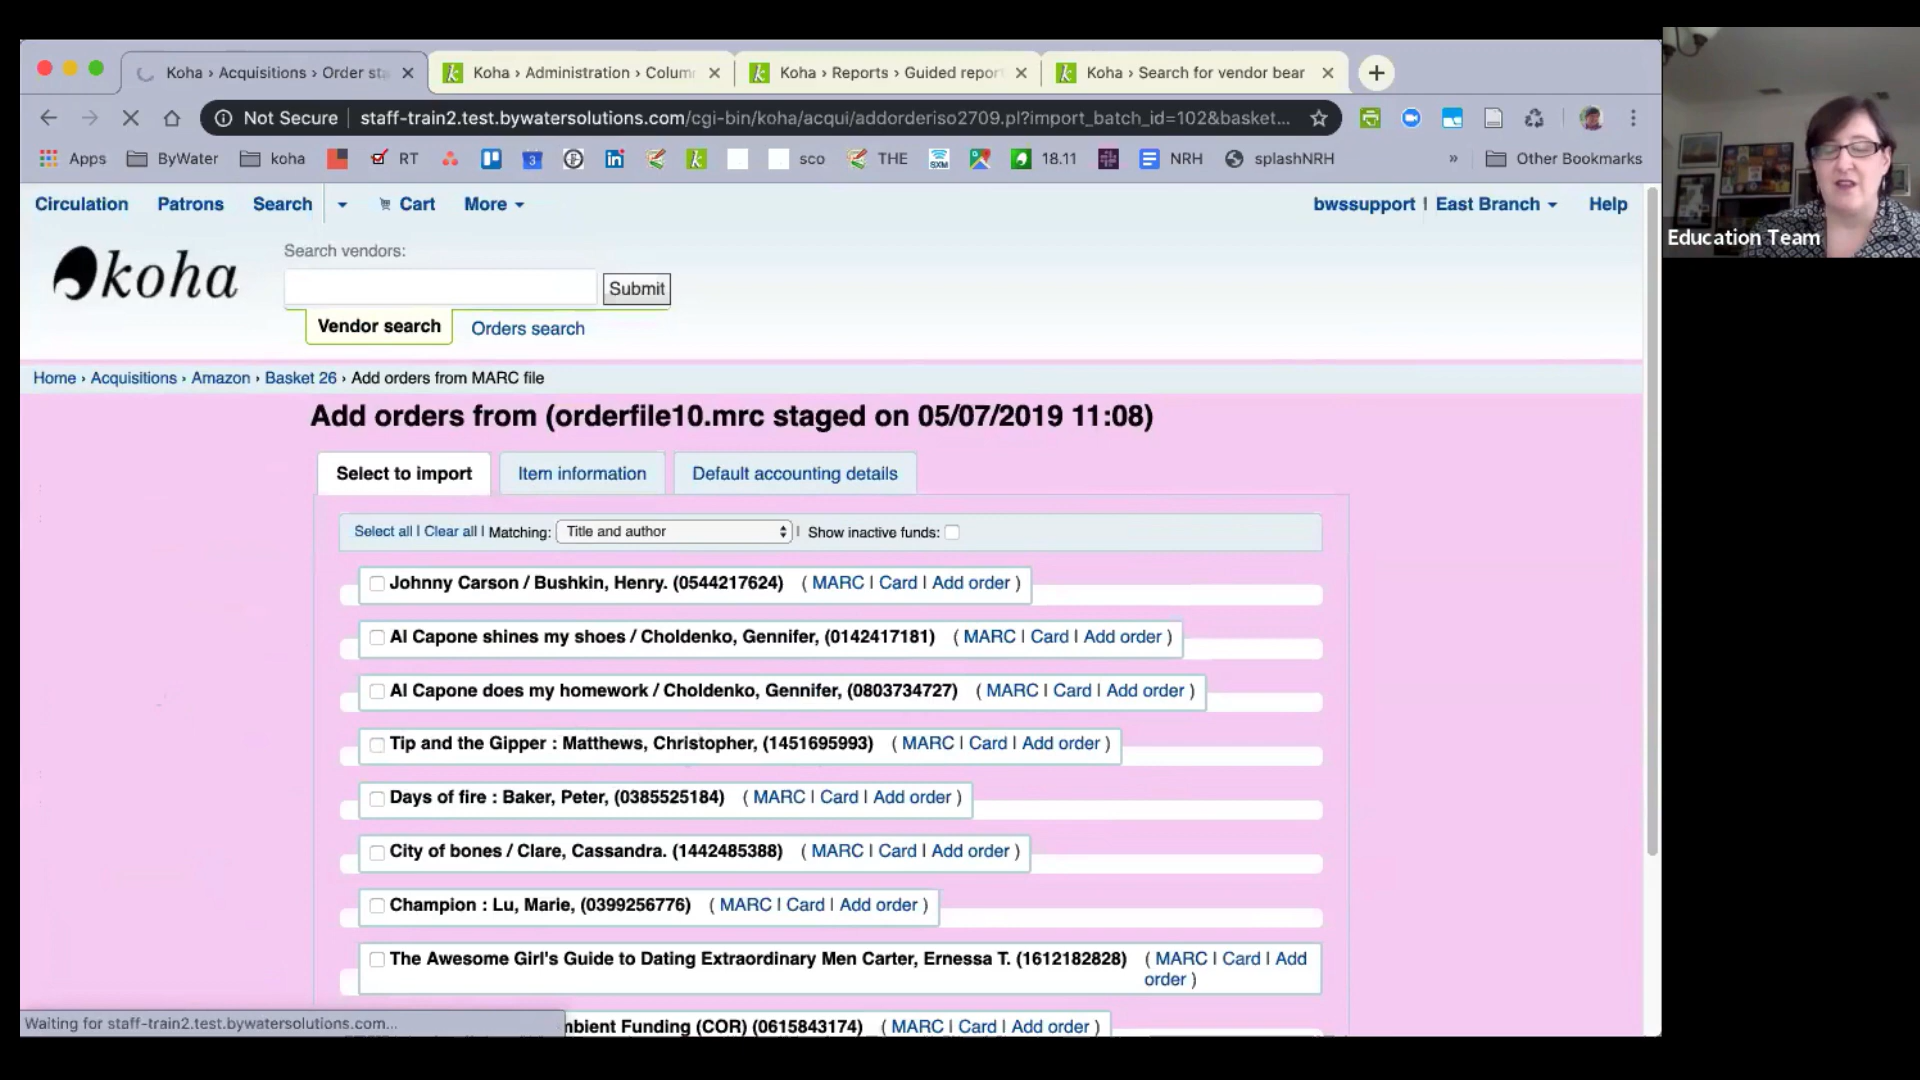 Koha › Acquisitions › Order sta
Koha › Administration › Colum
Koha › Reports › Guided repor
Koha › Search for vendor bear
Not Secure
staff-train2.test.bywatersolutions.com/cgi-bin/koha/acqui/addorderiso2709.pl?import_batch_id=102&basket...
Apps
ByWater
koha
RT
3
in
k
sco
THE
SXM
18.11
NRH
splashNRH
»
Other Bookmarks
Circulation
Patrons
Search
Cart
More
bwssupport | East Branch
Help
koha
Search vendors:
Submit
Vendor search
Orders search
Home › Acquisitions › Amazon › Basket 26 › Add orders from MARC file
Add orders from (orderfile10.mrc staged on 05/07/2019 11:08)
Select to import
Item information
Default accounting details
Select all | Clear all | Matching: Title and author | Show inactive funds:
Johnny Carson / Bushkin, Henry. (0544217624) ( MARC | Card | Add order )
Al Capone shines my shoes / Choldenko, Gennifer, (0142417181) ( MARC | Card | Add order )
Al Capone does my homework / Choldenko, Gennifer, (0803734727) ( MARC | Card | Add order )
Tip and the Gipper : Matthews, Christopher, (1451695993) ( MARC | Card | Add order )
Days of fire : Baker, Peter, (0385525184) ( MARC | Card | Add order )
City of bones / Clare, Cassandra. (1442485388) ( MARC | Card | Add order )
Champion : Lu, Marie, (0399256776) ( MARC | Card | Add order )
The Awesome Girl's Guide to Dating Extraordinary Men Carter, Ernessa T. (1612182828) ( MARC | Card | Add
order )
Waiting for staff-train2.test.bywatersolutions.com...
nbient Funding (COR) (0615843174) ( MARC | Card | Add order )
Education Team